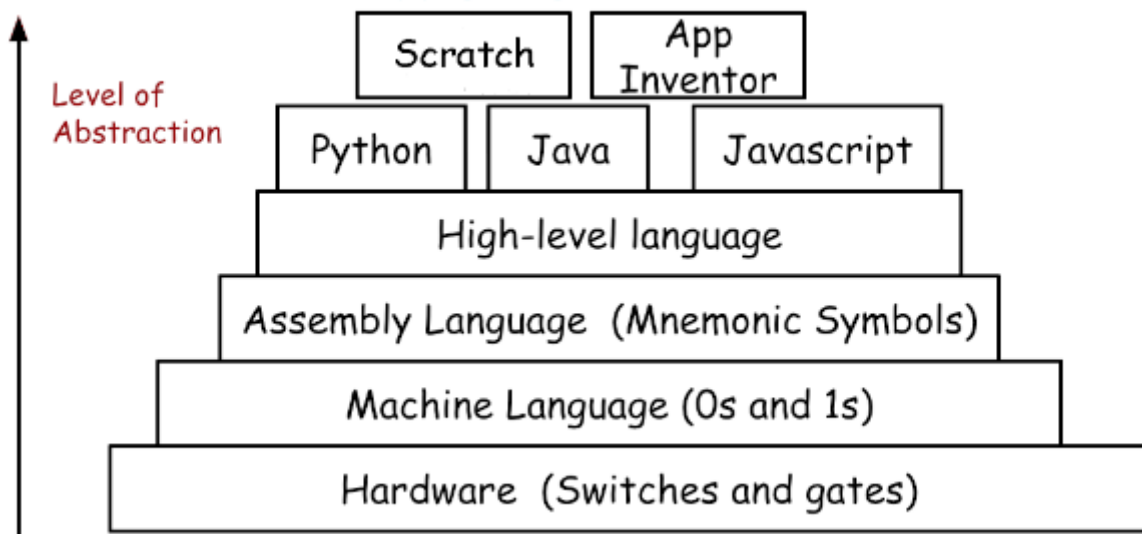 Scratch
App
Inventor
Level of
Abstraction
Python
Java
Javascript
High-level language
Assembly Language (Mnemonic Symbols)
Machine Language (0s and 1s)
Hardware (Switches and gates)